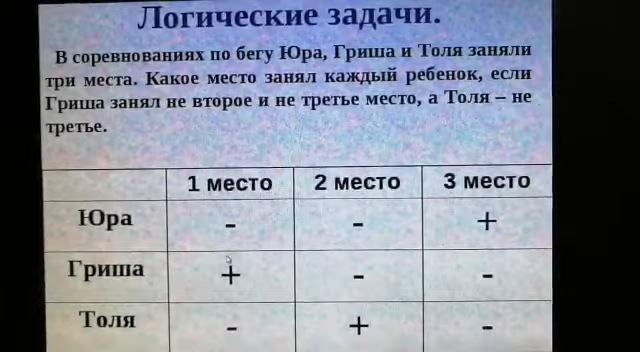 Логические задачи.
В соревнованиях по бегу Юра, Гриша и Толя заняли
три места. Какое место занял каждый ребенок, если
Гриша занял не второе и не третье место, а Толя – не
третье.
1 место 2 место 3 место
Юра - - +
Гриша + - -
Толя - + -